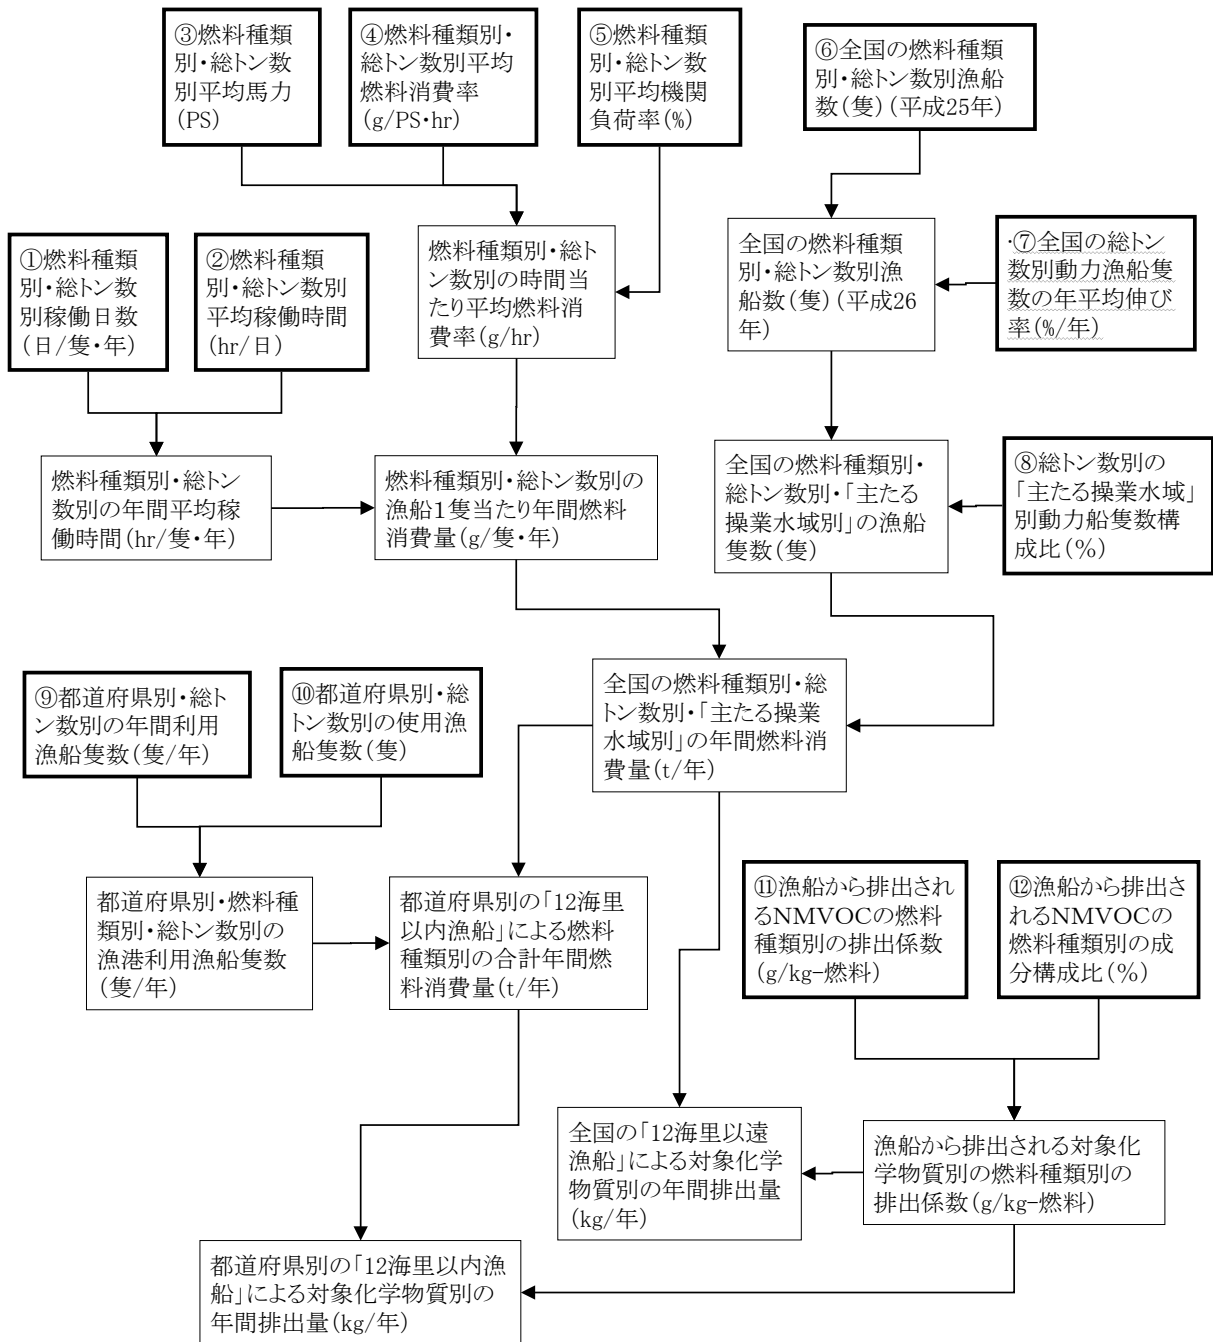 ③燃料種類
別・総トン数
別平均馬力
(PS)
④燃料種類別・
総トン数別平均
燃料消費率
(g/PS・hr)
⑤燃料種類
別・総トン数
別平均機関
負荷率(%)
⑥全国の燃料種類
別・総トン数別漁船
数(隻)(平成25年)
①燃料種類
別・総トン数
別稼働日数
(日/隻・年)
②燃料種類
別・総トン数別
平均稼働時間
(hr/日)
燃料種類別・総ト
ン数別の時間当
たり平均燃料消
費率(g/hr)
全国の燃料種類
別・総トン数別漁
船数(隻)(平成26
年)
・⑦全国の総トン
数別動力漁船隻
数の年平均伸び
率(%/年)
燃料種類別・総トン
数別の年間平均稼
働時間(hr/隻・年)
燃料種類別・総トン数別の
漁船1隻当たり年間燃料
消費量(g/隻・年)
全国の燃料種類別・
総トン数別・「主たる
操業水域別」の漁船
隻数(隻)
⑧総トン数別の
「主たる操業水域」
別動力船隻数構
成比(%)
⑨都道府県別・総ト
ン数別の年間利用
漁船隻数(隻/年)
⑩都道府県別・総
トン数別の使用漁
船隻数(隻)
全国の燃料種類別・総
トン数別・「主たる操業
水域別」の年間燃料消
費量(t/年)
都道府県別・燃料種
類別・総トン数別の
漁港利用漁船隻数
(隻/年)
都道府県別の「12海里
以内漁船」による燃料
種類別の合計年間燃
料消費量(t/年)
⑪漁船から排出され
るNMVOCの燃料
種類別の排出係数
(g/kg-燃料)
⑫漁船から排出さ
れるNMVOCの
燃料種類別の成
分構成比(%)
全国の「12海里以遠
漁船」による対象化学
物質別の年間排出量
(kg/年)
漁船から排出される対象化
学物質別の燃料種類別の
排出係数(g/kg-燃料)
都道府県別の「12海里以内漁
船」による対象化学物質別の
年間排出量(kg/年)